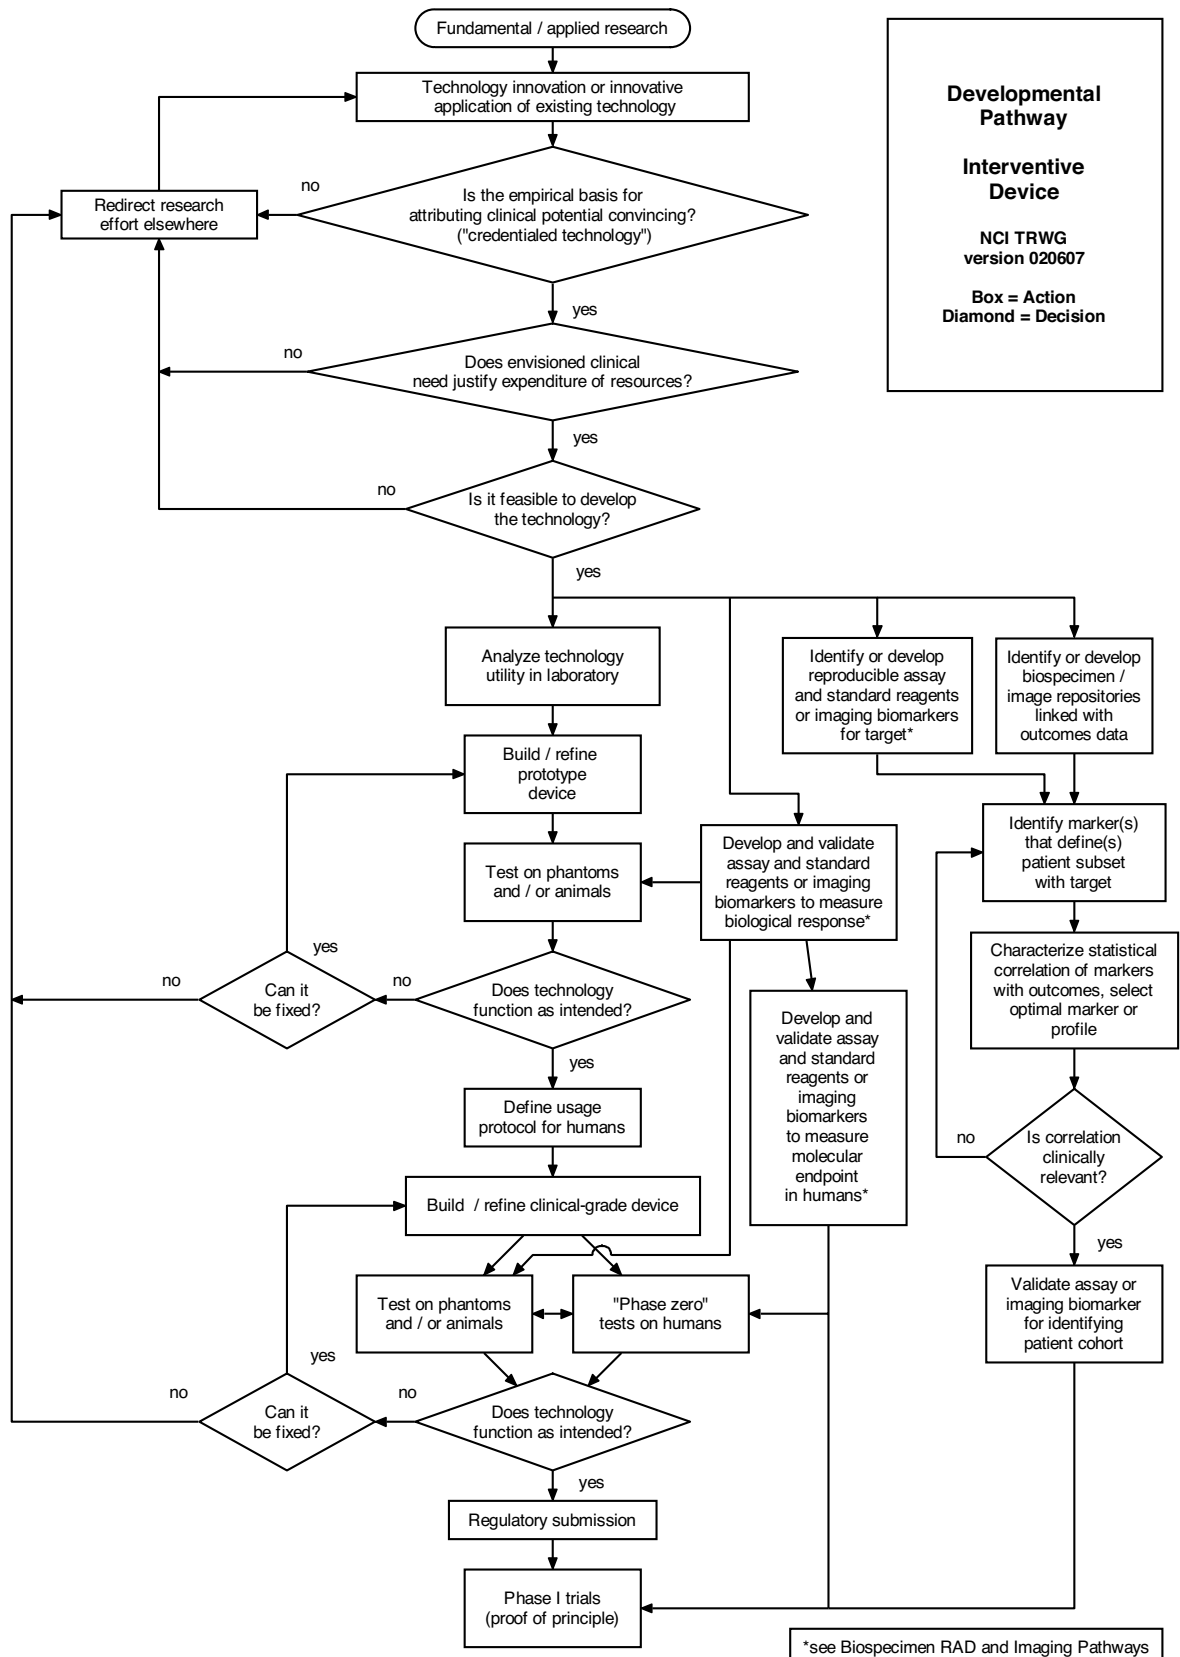 Fundamental / applied research
Technology innovation or innovative
application of existing technology
Developmental
Pathway
Interventive
Device
NCI TRWG
version 020607
Box = Action
Diamond = Decision
no
Redirect research
effort elsewhere
Is the empirical basis for
attributing clinical potential convincing?
("credentialed technology")
yes
no
Does envisioned clinical
need justify expenditure of resources?
yes
no
Is it feasible to develop
the technology?
yes
Analyze technology
utility in laboratory
Identify or develop
reproducible assay
and standard reagents
or imaging biomarkers
for target*
Identify or develop
biospecimen /
image repositories
linked with
outcomes data
Build / refine
prototype
device
Test on phantoms
and / or animals
Develop and validate
assay and standard
reagents or imaging
biomarkers to measure
biological response*
Identify marker(s)
that define(s)
patient subset
with target
Characterize statistical
correlation of markers
with outcomes, select
optimal marker or
profile
yes
no
Can it
be fixed?
no
Does technology
function as intended?
yes
Develop and
validate assay
and standard
reagents or
imaging
biomarkers
to measure
molecular
endpoint
in humans*
Define usage
protocol for humans
no
Is correlation
clinically
relevant?
yes
Build / refine clinical-grade device
Test on phantoms
and / or animals
"Phase zero"
tests on humans
Validate assay or
imaging biomarker
for identifying
patient cohort
yes
no
Can it
be fixed?
no
Does technology
function as intended?
yes
Regulatory submission
Phase I trials
(proof of principle)
*see Biospecimen RAD and Imaging Pathways